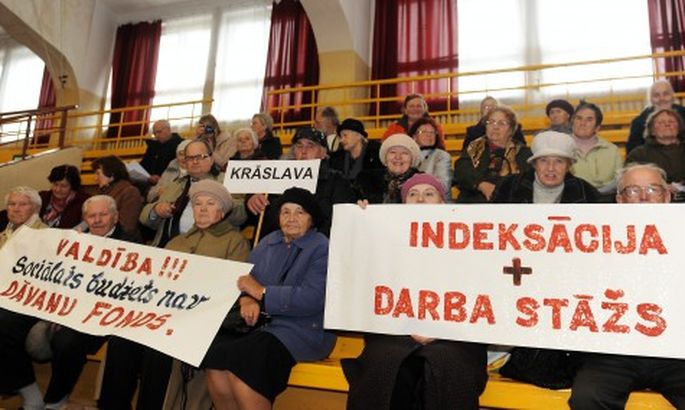 KRĀSLAVA
VALDĪBA !!!
Sociālais budžets nav
DĀVANU FONDS.
INDEKSĀCIJA
+
DARBA STĀŽS